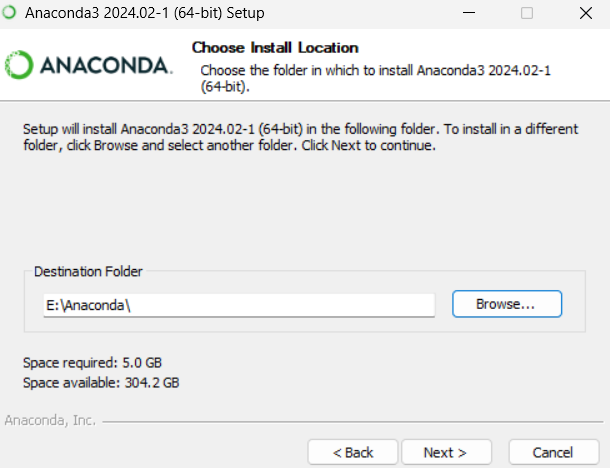 Anaconda3 2024.02-1 (64-bit) Setup
ANACONDA.
Choose Install Location
Choose the folder in which to install Anaconda3 2024.02-1
(64-bit).
Setup will install Anaconda3 2024.02-1 (64-bit) in the following folder. To install in a different
folder, click Browse and select another folder. Click Next to continue.
Destination Folder
E:\Anaconda\
Browse...
Space required: 5.0 GB
Space available: 304.2 GB
Anaconda, Inc.
< Back
Next >
Cancel